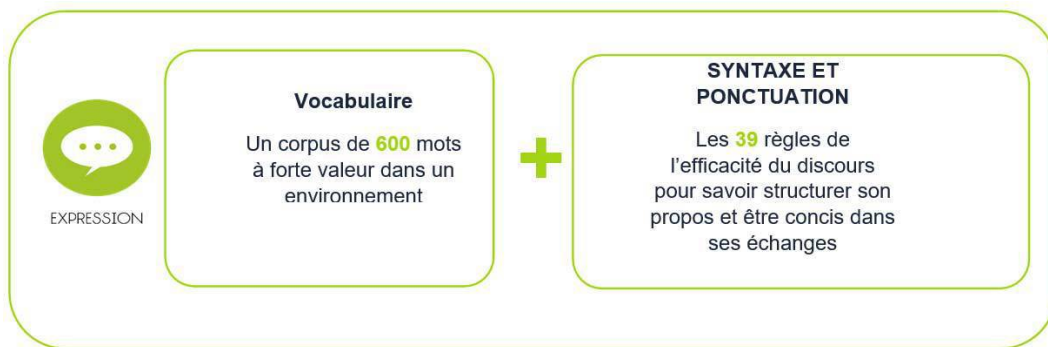 EXPRESSION
Vocabulaire
Un corpus de 600 mots
à forte valeur dans un
environnement
+
SYNTAXE ET
PONCTUATION
Les 39 règles de
l'efficacité du discours
pour savoir structurer son
propos et être concis dans
ses échanges